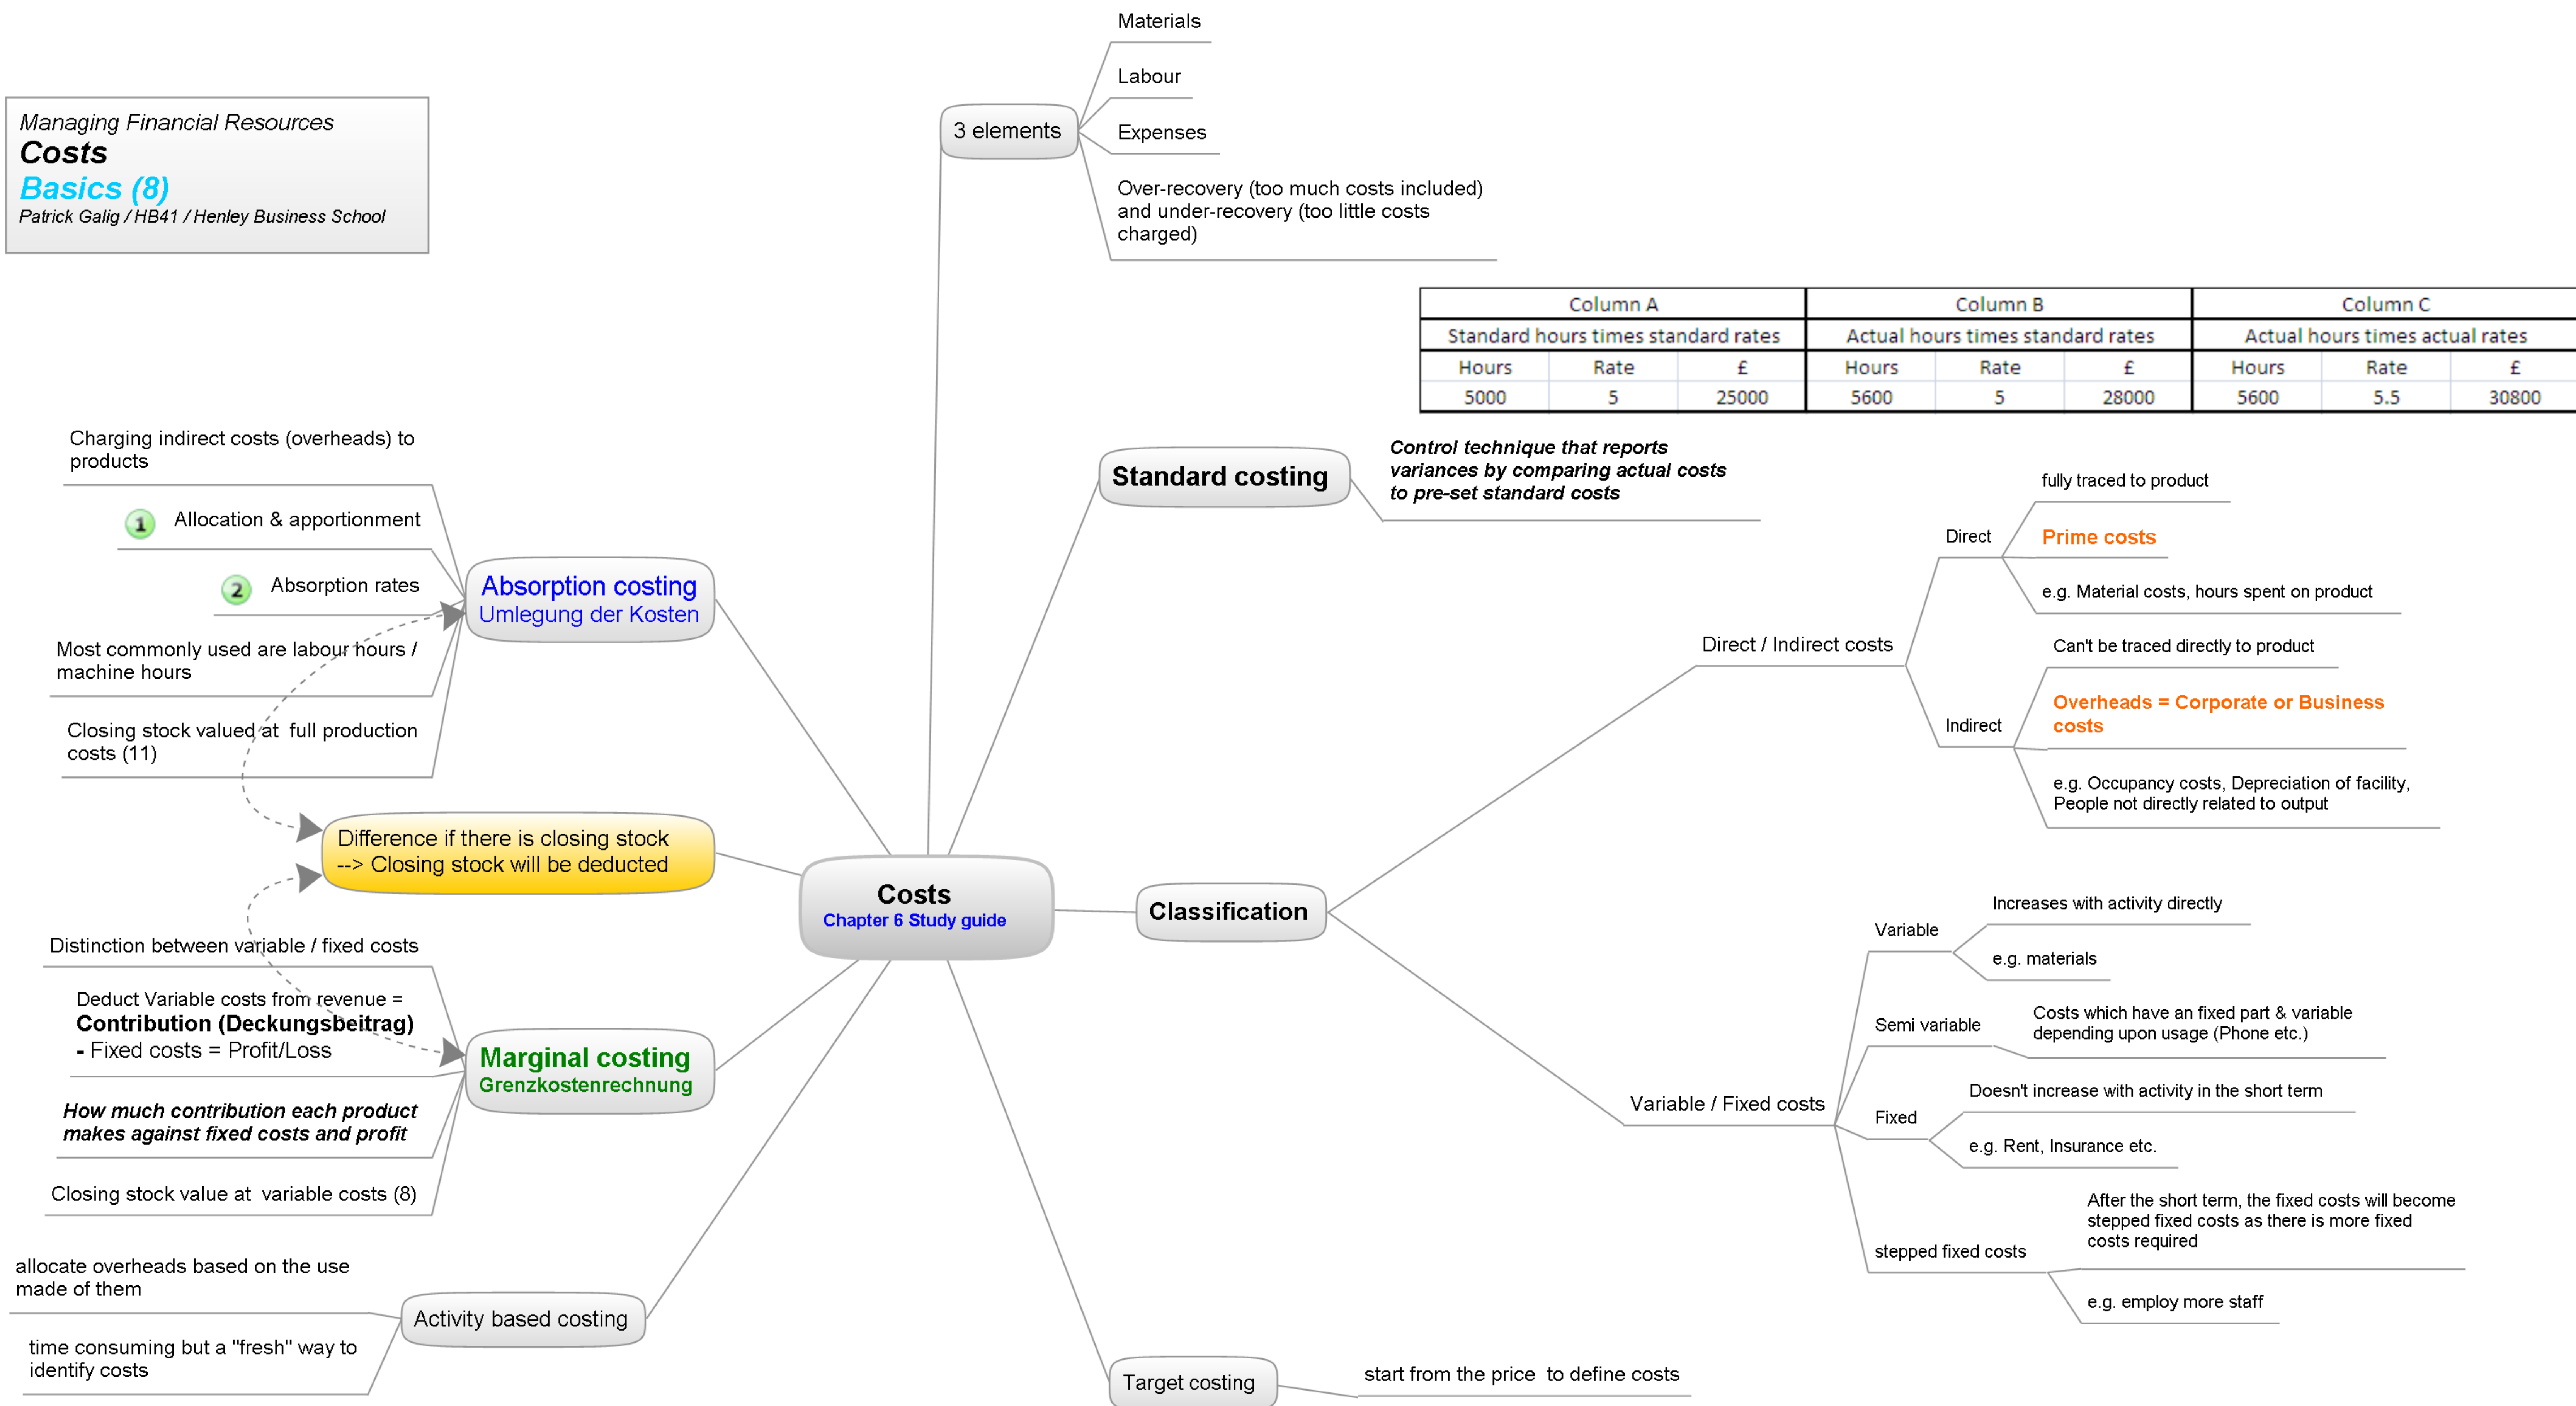 Managing Financial Resources
Costs
Basics (8)
Patrick Galig / HB41 / Henley Business School
3 elements
Materials
Labour
Expenses
Over-recovery (too much costs included)
and under-recovery (too little costs
charged)
Column A Column B Column C
Standard hours times standard rates Actual hours times standard rates Actual hours times actual rates
Hours Rate £ Hours Rate £ Hours Rate £
5000 5 25000 5600 5 28000 5600 5.5 30800
Standard costing
Control technique that reports
variances by comparing actual costs
to pre-set standard costs
Charging indirect costs (overheads) to
products
1 Allocation & apportionment
2 Absorption rates
Most commonly used are labour hours /
machine hours
Closing stock valued at full production
costs (11)
Absorption costing
Umlegung der Kosten
Difference if there is closing stock
--> Closing stock will be deducted
Costs
Chapter 6 Study guide
Classification
Direct / Indirect costs
Direct
fully traced to product
Prime costs
e.g. Material costs, hours spent on product
Indirect
Can't be traced directly to product
Overheads = Corporate or Business
costs
e.g. Occupancy costs, Depreciation of facility,
People not directly related to output
Variable / Fixed costs
Variable
Increases with activity directly
e.g. materials
Semi variable
Costs which have an fixed part & variable
depending upon usage (Phone etc.)
Fixed
Doesn't increase with activity in the short term
e.g. Rent, Insurance etc.
stepped fixed costs
After the short term, the fixed costs will become
stepped fixed costs as there is more fixed
costs required
e.g. employ more staff
Distinction between variable / fixed costs
Deduct Variable costs from revenue =
Contribution (Deckungsbeitrag)
- Fixed costs = Profit/Loss
How much contribution each product
makes against fixed costs and profit
Closing stock value at variable costs (8)
Marginal costing
Grenzkostenrechnung
allocate overheads based on the use
made of them
time consuming but a "fresh" way to
identify costs
Activity based costing
Target costing
start from the price to define costs